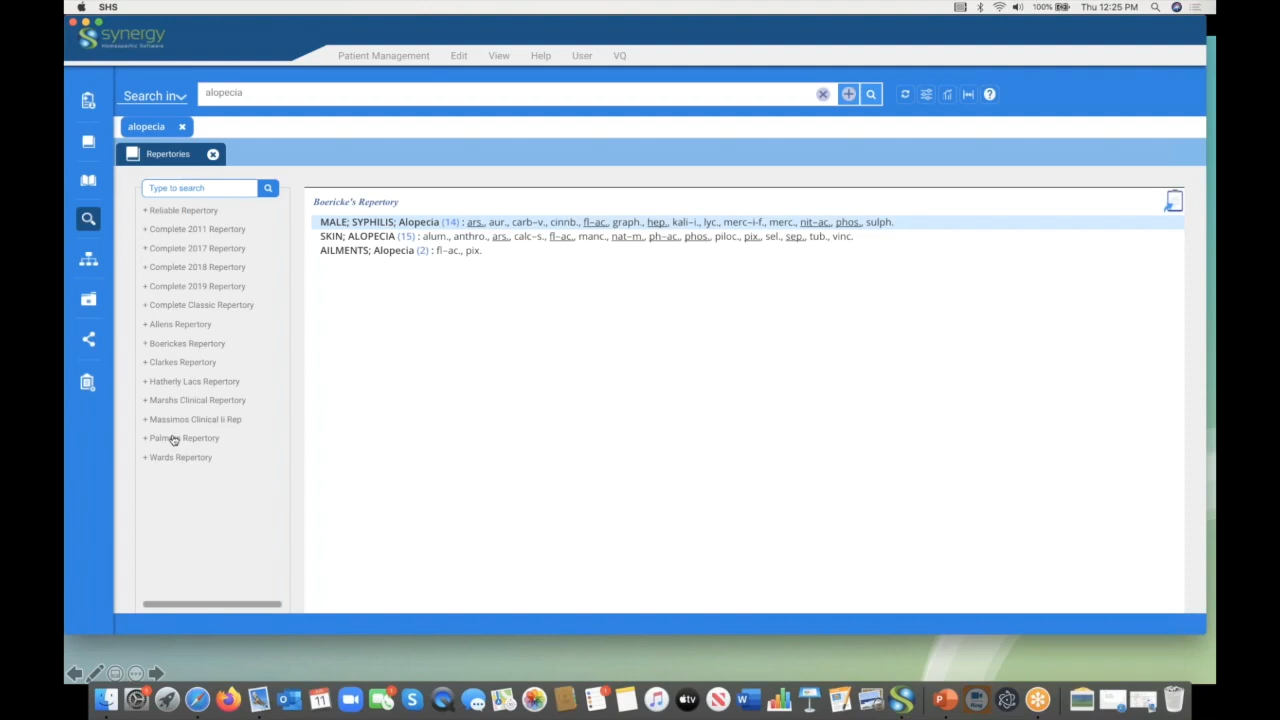 SHS
100%
Thu 12:25 PM
synergy
Homoeopathic Software
Patient Management
Edit
View
Help
User
VQ
Search in
alopecia
alopecia
Repertories
Type to search
+ Reliable Repertory
+ Complete 2011 Repertory
+ Complete 2017 Repertory
+ Complete 2018 Repertory
+ Complete 2019 Repertory
+ Complete Classic Repertory
+ Allens Repertory
+ Boerickes Repertory
+ Clarkes Repertory
+ Hatherly Lacs Repertory
+ Marshs Clinical Repertory
+ Massimos Clinical Ii Rep
+ Repertory
+ Wards Repertory
Boericke's Repertory
MALE; SYPHILIS; Alopecia (14) : ars., aur., carb-v., cinnb., fl-ac., graph., hep., kali-i., lyc., merc-i-f., merc., nit-ac., phos., sulph.
SKIN; ALOPECIA (15) : alum., anthro., ars., calc-s., fl-ac., manc., nat-m., ph-ac., phos., piloc., pix., sel., sep., tub., vinc.
AILMENTS; Alopecia (2) : fl-ac., pix.
11
tv